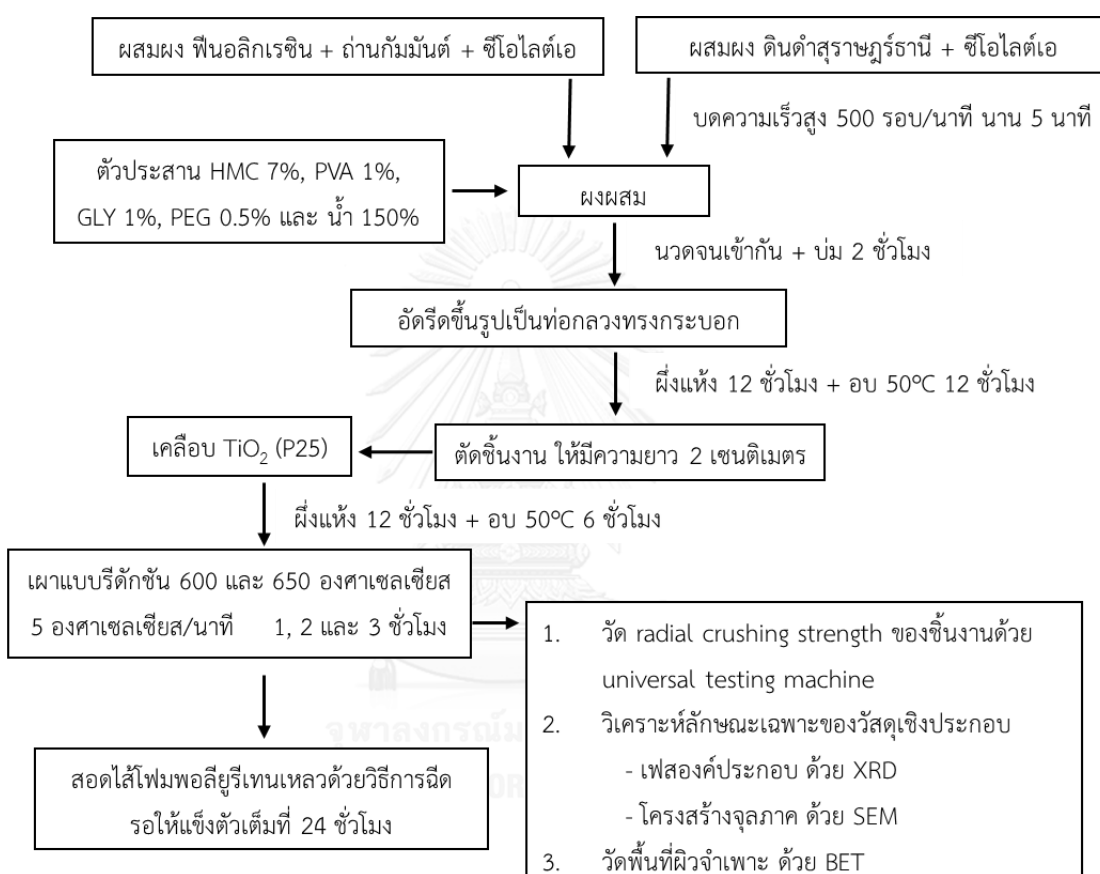 ผสมผง ฟีนอลิกเรซิน + ถ่านกัมมันต์ + ซีโอไลต์เอ
ผสมผง ดินดำสุราษฎร์ธานี + ซีโอไลต์เอ
บดความเร็วสูง 500 รอบ/นาที นาน 5 นาที
ตัวประสาน HMC 7%, PVA 1%,
GLY 1%, PEG 0.5% และ น้ำ 150%
ผงผสม
นวดจนเข้ากัน + บ่ม 2 ชั่วโมง
อัดรีดขึ้นรูปเป็นท่อกลวงทรงกระบอก
ผึ่งแห้ง 12 ชั่วโมง + อบ 50°C 12 ชั่วโมง
เคลือบ TiO₂ (P25)
ตัดชิ้นงาน ให้มีความยาว 2 เซนติเมตร
ผึ่งแห้ง 12 ชั่วโมง + อบ 50°C 6 ชั่วโมง
เผาแบบรีดักชัน 600 และ 650 องศาเซลเซียส
5 องศาเซลเซียส/นาที 1, 2 และ 3 ชั่วโมง
สอดไส้โฟมพอลียูรีเทนเหลวด้วยวิธีการฉีด
รอให้แข็งตัวเต็มที่ 24 ชั่วโมง
1. วัด radial crushing strength ของชิ้นงานด้วย
universal testing machine
2. วิเคราะห์ลักษณะเฉพาะของวัสดุเชิงประกอบ
- เฟสองค์ประกอบ ด้วย XRD
- โครงสร้างจุลภาค ด้วย SEM
3. วัดพื้นที่ผิวจำเพาะ ด้วย BET